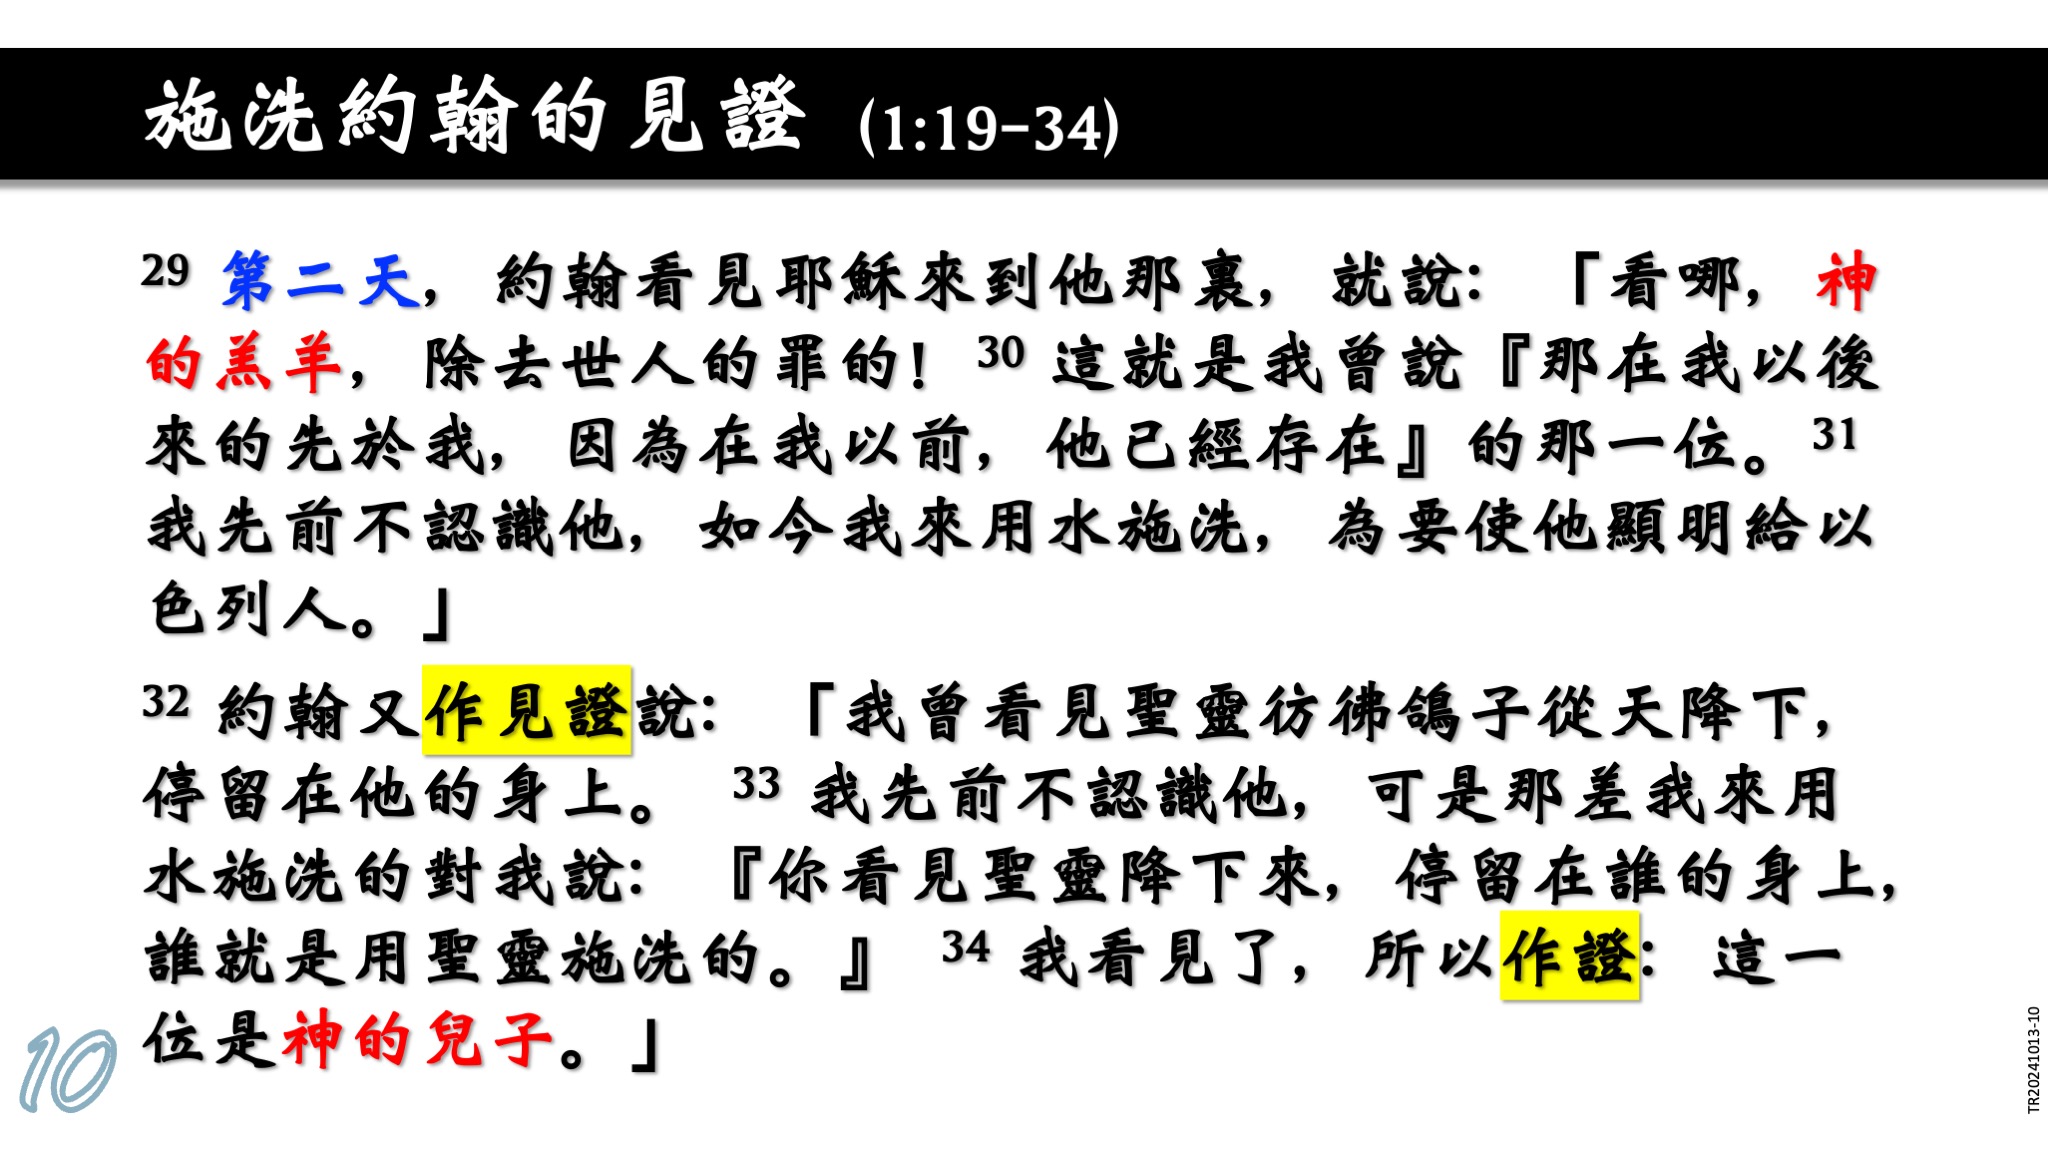 施洗約翰的見證 (1:19-34)
29 第二天，約翰看見耶穌來到他那裏，就說：「看哪，神
的羔羊，除去世人的罪的！30 這就是我曾說『那在我以後
來的先於我，因為在我以前，他已經存在』的那一位。31
我先前不認識他，如今我來用水施洗，為要使他顯明給以
色列人。」
32 約翰又作見證說：「我曾看見聖靈彷彿鴿子從天降下，
停留在他的身上。 33 我先前不認識他，可是那差我來用
水施洗的對我說：『你看見聖靈降下來，停留在誰的身上，
誰就是用聖靈施洗的。』 34 我看見了，所以作證：這一
位是神的兒子。」
10
TR20241013-10